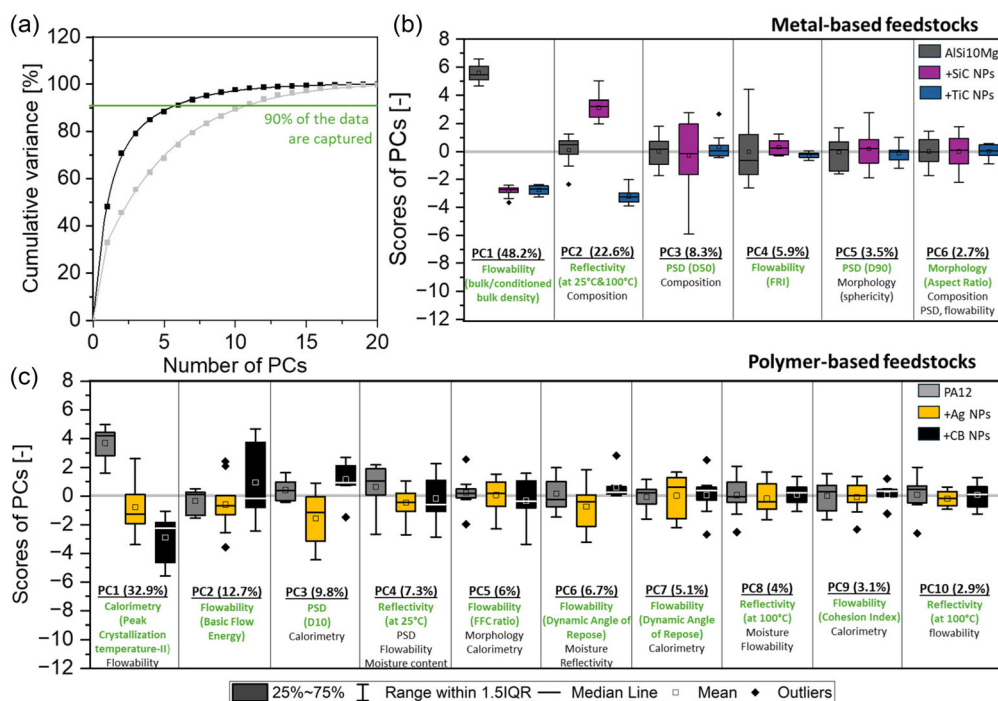 (a)
120
100
80
60
40
20
0
Cumulative variance [%]
90% of the data
are captured
0
5
10
15
20
Number of PCs
(b)
Metal-based feedstocks
8
6
4
2
0
−2
−4
−6
−8
−10
−12
Scores of PCs [-]
AlSi10Mg
+SiC NPs
+TiC NPs
PC1 (48.2%)
Flowability
(bulk/conditioned
bulk density)
PC2 (22.6%)
Reflectivity
(at 25°C&100°C)
Composition
PC3 (8.3%)
PSD (D50)
Composition
PC4 (5.9%)
Flowability
(FRI)
PC5 (3.5%)
PSD (D90)
Morphology
(sphericity)
PC6 (2.7%)
Morphology
(Aspect Ratio)
Composition
PSD, flowability
(c)
Polymer-based feedstocks
8
6
4
2
0
−2
−4
−6
−8
−10
−12
Scores of PCs [-]
PA12
+Ag NPs
+CB NPs
PC1 (32.9%)
Calorimetry
(Peak
Crystallization
temperature-II)
Flowability
PC2 (12.7%)
Flowability
(Basic Flow
Energy)
PC3 (9.8%)
PSD
(D10)
Calorimetry
PC4 (7.3%)
Reflectivity
(at 25°C)
PSD
Flowability
Moisture content
PC5 (6%)
Flowability
(FFC ratio)
Morphology
Calorimetry
PC6 (6.7%)
Flowability
(Dynamic Angle of
Repose)
Moisture
Reflectivity
PC7 (5.1%)
Flowability
(Dynamic Angle
of Repose)
Calorimetry
PC8 (4%)
Reflectivity
(at 100°C)
Moisture
Flowability
PC9 (3.1%)
Flowability
(Cohesion Index)
Calorimetry
PC10 (2.9%)
Reflectivity
(at 100°C)
flowability
25%~75%
Range within 1.5IQR
Median Line
Mean
Outliers